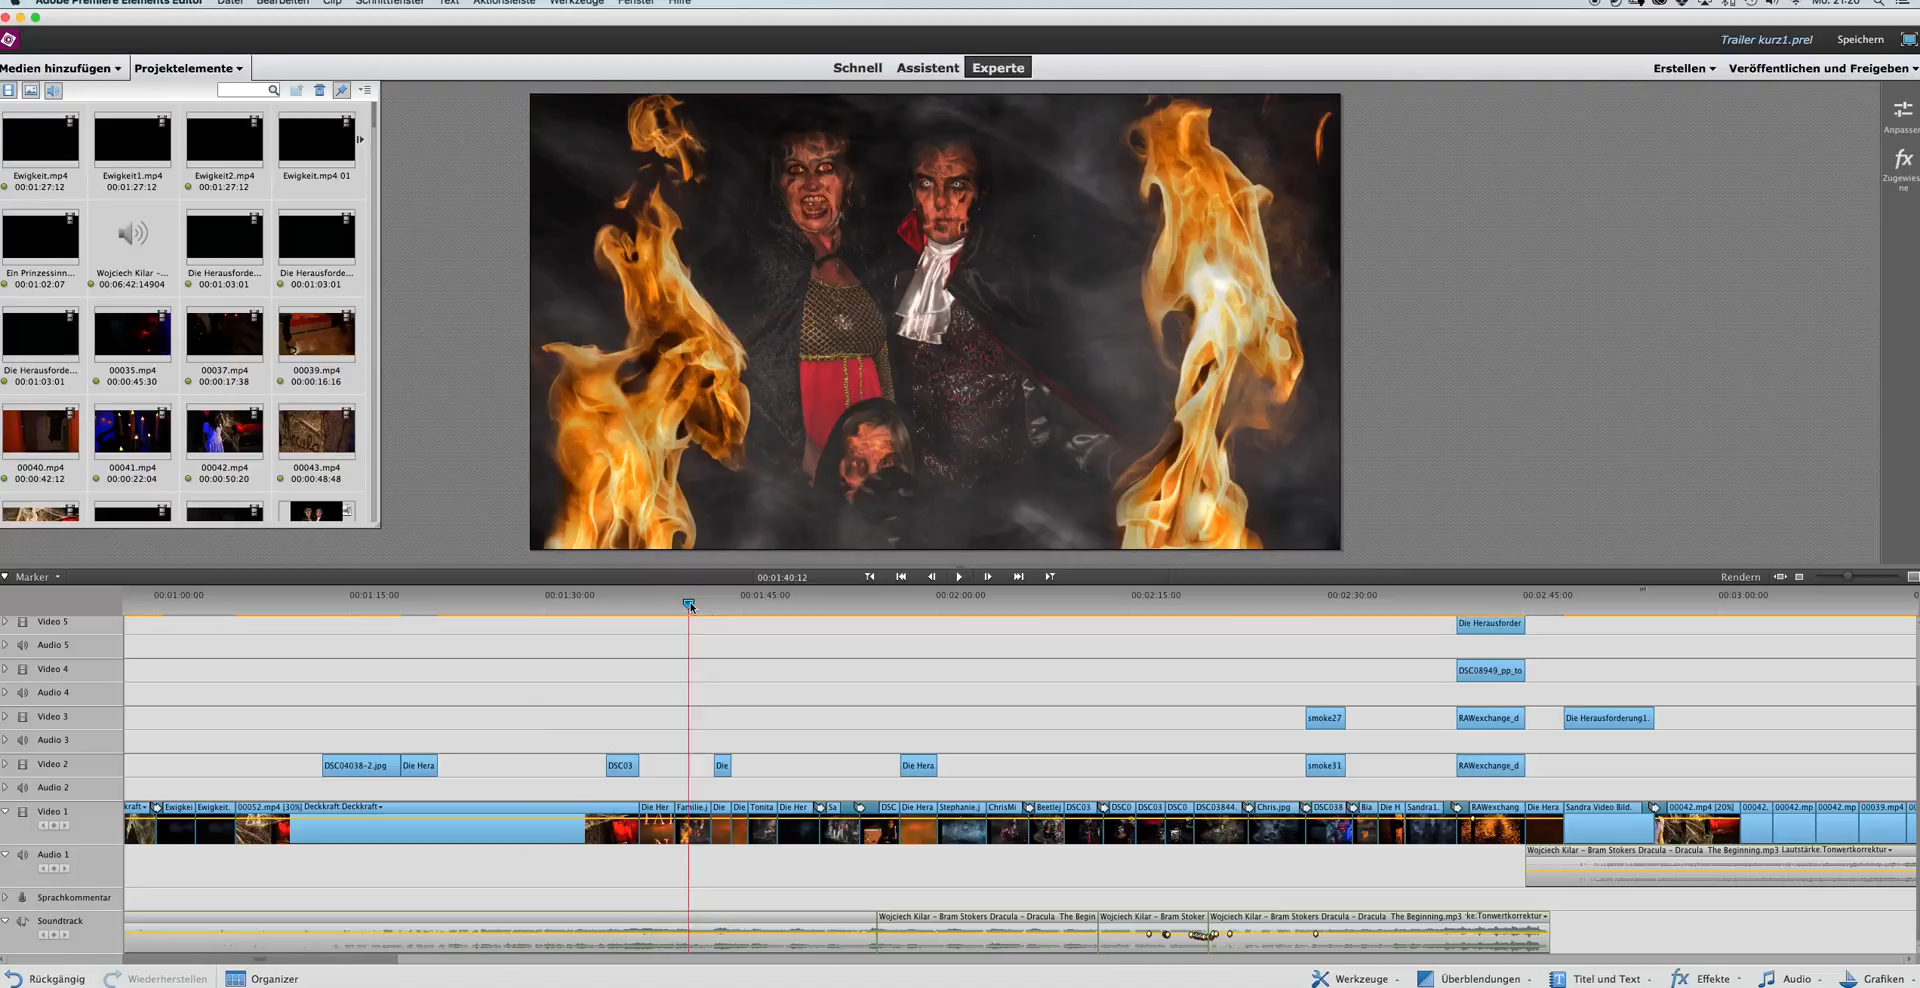 Adobe Premiere Elements Editor Datei Bearbeiten Clip Schnittfenster Text Aktionsleiste Werkzeuge Fenster Hilfe Mo. 21:20
Trailer kurz1.prel Speichern
Medien hinzufügen Projektelemente Schnell Assistent Experte Erstellen Veröffentlichen und Freigeben
Anpassen
fx
Zugewiese
ne
Ewigkeit.mp4 Ewigkeit1.mp4 Ewigkeit2.mp4 Ewigkeit.mp4 01
00:01:27:12 00:01:27:12 00:01:27:12
Ein Prinzessinn... Wojciech Kilar -... Die Herausforde... Die Herausforde...
00:01:02:07 00:06:42:14904 00:01:03:01 00:01:03:01
Die Herausforde... 00035.mp4 00037.mp4 00039.mp4
00:01:03:01 00:00:45:30 00:00:17:38 00:00:16:16
00040.mp4 00041.mp4 00042.mp4 00043.mp4
00:00:42:12 00:00:22:04 00:00:50:20 00:00:48:48
Marker 00:01:40:12 Rendern
00:01:00:00 00:01:15:00 00:01:30:00 00:01:45:00 00:02:00:00 00:02:15:00 00:02:30:00 00:02:45:00 00:03:00:00 0
Video 5 Die Herausforder
Audio 5
Video 4 DSC08949_pp_to
Audio 4
Video 3 smoke27 RAWexchange_d Die Herausforderung1.
Audio 3
Video 2 DSC04038-2.jpg Die Hera DSC03 Die Die Hera smoke31 RAWexchange_d
Audio 2
Video 1 kraft Ewigkei Ewigkeit. 00052.mp4 [30%] Deckkraft:Deckkraft Die Her Familie.j Die Die Tonita Die Her Sa DSC Die Hera Stephanie.j ChrisMi Beetlej DSC03 DSC0 DSC03 DSC0 DSC03844. Chris.jpg DSC038 Bia Die H Sandra1. RAWexchang Die Hera Sandra Video Bild. 00042.mp4 [20%] 00042. 00042.mp 00042.mp 00039.mp4
Audio 1 Wojciech Kilar - Bram Stokers Dracula - Dracula The Beginning.mp3 Lautstärke:Tonwertkorrektur
Sprachkommentar
Soundtrack Wojciech Kilar - Bram Stokers Dracula - Dracula The Begin Wojciech Kilar - Bram Stoker Wojciech Kilar - Bram Stokers Dracula - Dracula The Beginning.mp3 ke:Tonwertkorrektur
Rückgängig Wiederherstellen Organizer Werkzeuge Überblendungen T Titel und Text fx Effekte Audio Grafiken